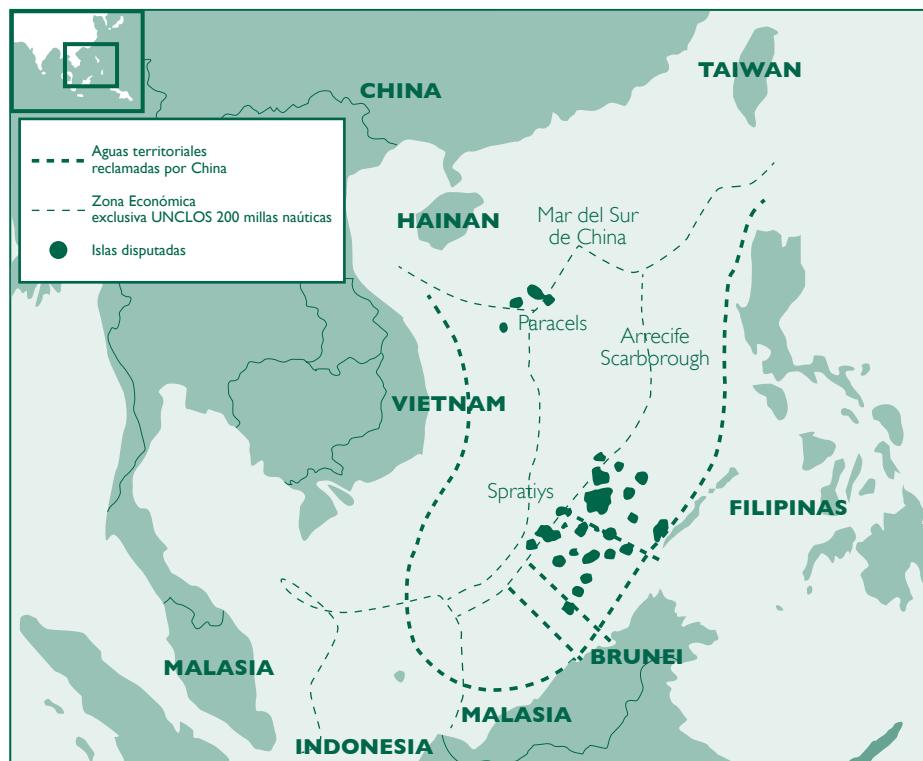 TAIWAN
CHINA
Aguas territoriales
reclamadas por China
Zona Económica
exclusiva UNCLOS 200 millas naúticas
Islas disputadas
HAINAN
Mar del Sur
de China
Paracels
Arrecife
Scarborough
VIETNAM
Spratiys
FILIPINAS
BRUNEI
MALASIA
MALASIA
INDONESIA